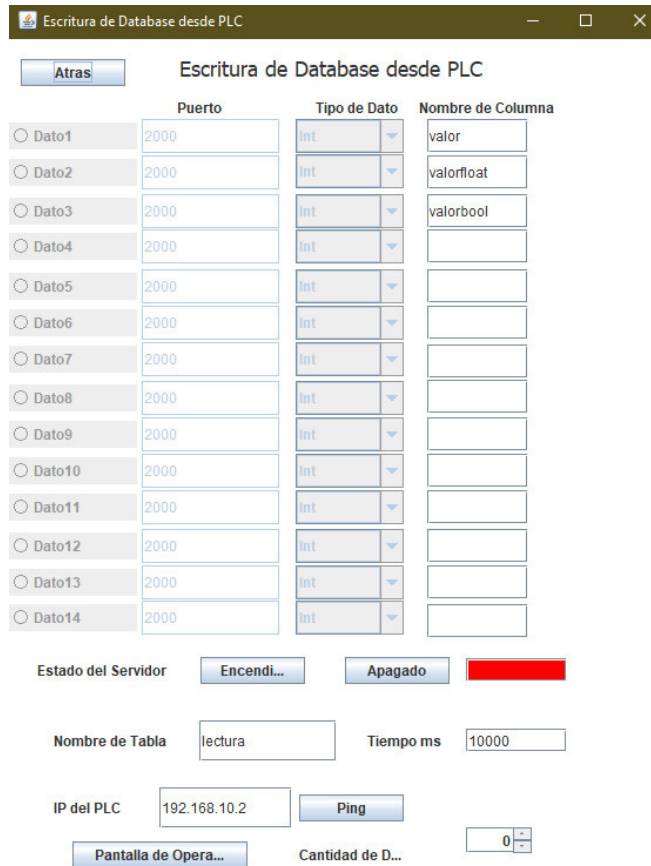 Escritura de Database desde PLC
Atras Escritura de Database desde PLC
Puerto Tipo de Dato Nombre de Columna
Dato1 2000 Int valor
Dato2 2000 Int valorfloat
Dato3 2000 Int valorbool
Dato4 2000 Int
Dato5 2000 Int
Dato6 2000 Int
Dato7 2000 Int
Dato8 2000 Int
Dato9 2000 Int
Dato10 2000 Int
Dato11 2000 Int
Dato12 2000 Int
Dato13 2000 Int
Dato14 2000 Int
Estado del Servidor Encendi... Apagado
Nombre de Tabla lectura Tiempo ms 10000
IP del PLC 192.168.10.2 Ping
Pantalla de Opera... Cantidad de D... 0